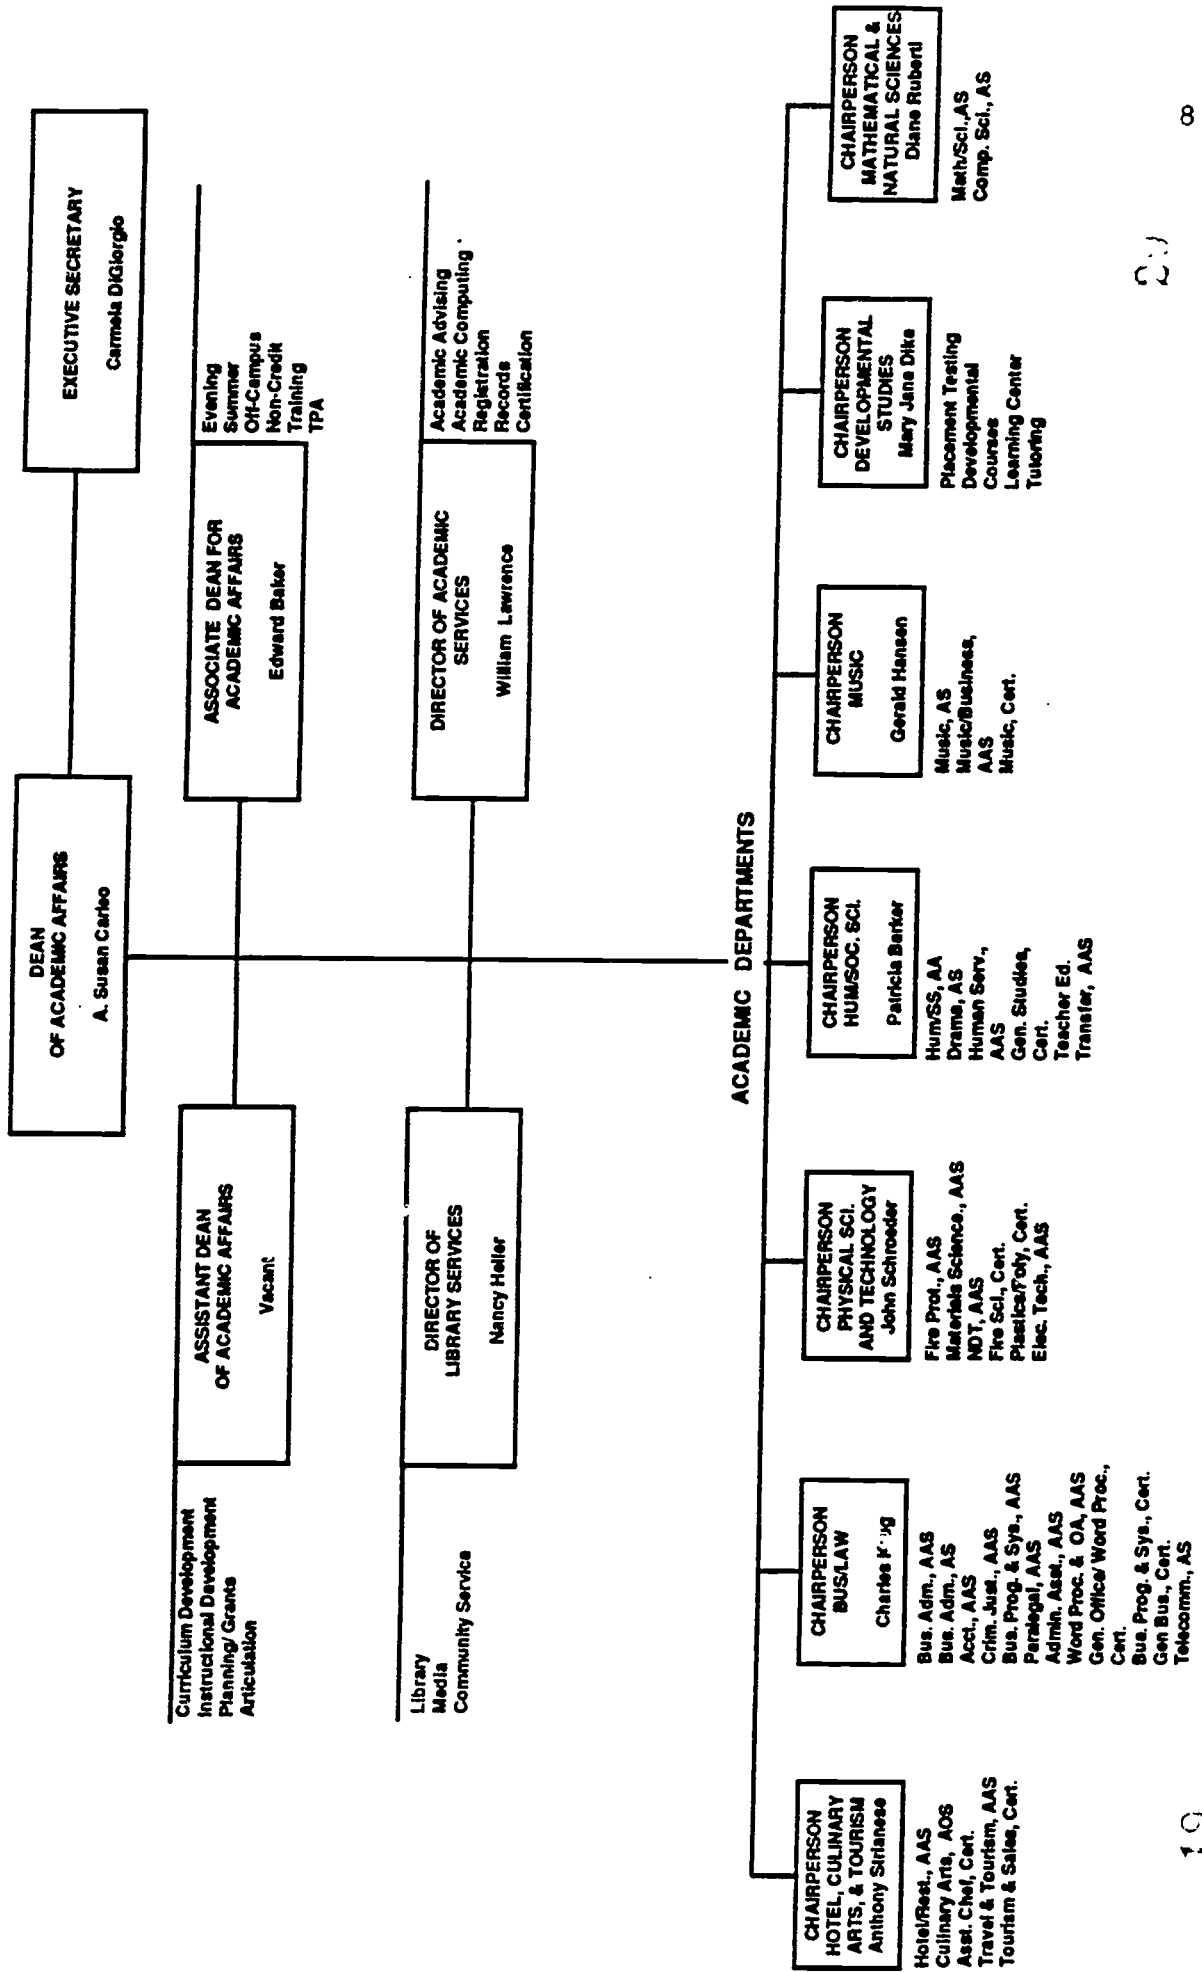 DEAN
OF ACADEMIC AFFAIRS
A. Susan Carleo
EXECUTIVE SECRETARY
Carmela DiGiorgio
Curriculum Development
Instructional Development
Planning/ Grants
Articulation
ASSISTANT DEAN
OF ACADEMIC AFFAIRS
Vacant
ASSOCIATE DEAN FOR
ACADEMIC AFFAIRS
Edward Baker
Evening
Summer
Off-Campus
Non-Credit
Training
TPA
Library
Media
Community Service
DIRECTOR OF
LIBRARY SERVICES
Nancy Heller
DIRECTOR OF ACADEMIC
SERVICES
William Lawrence
Academic Advising
Academic Computing
Registration
Records
Certification
ACADEMIC DEPARTMENTS
CHAIRPERSON
HOTEL, CULINARY
ARTS, & TOURISM
Anthony Strianese
Hotel/Rest., AAS
Culinary Arts, AOS
Asst. Chef, Cert.
Travel & Tourism, AAS
Tourism & Sales, Cert.
CHAIRPERSON
BUS/LAW
Charles
Bus. Adm., AAS
Bus. Adm., AS
Acct., AAS
Crim. Just., AAS
Bus. Prog. & Sys., AAS
Paralegal, AAS
Admin. Asst., AAS
Word Proc. & OA, AAS
Gen. Office/ Word Proc.,
Cert.
Bus. Prog. & Sys., Cert.
Gen Bus., Cert.
Telecomm., AS
CHAIRPERSON
PHYSICAL SCI.
AND TECHNOLOGY
John Schroeder
Fire Prot., AS
Materials Science., AAS
NDT, AAS
Fire Sci., Cert.
Plastics/Poly, Cert.
Elec. Tech., AAS
CHAIRPERSON
HUM/SOC. SCI.
Patricia Barker
Hum/SS, AA
Drama, AS
Human Serv.,
AAS
Gen. Studies,
Cert.
Teacher Ed.
Transfer, AAS
CHAIRPERSON
MUSIC
Gerald Hansen
Music, AS
Music/Business,
AAS
Music, Cert.
CHAIRPERSON
DEVELOPMENTAL
STUDIES
Mary Jane Dike
Placement Testing
Developmental
Courses
Learning Center
Tutoring
CHAIRPERSON
MATHEMATICAL &
NATURAL SCIENCES
Diane Ruberti
Math/Sci.,AS
Comp. Sci., AS
19
20
8